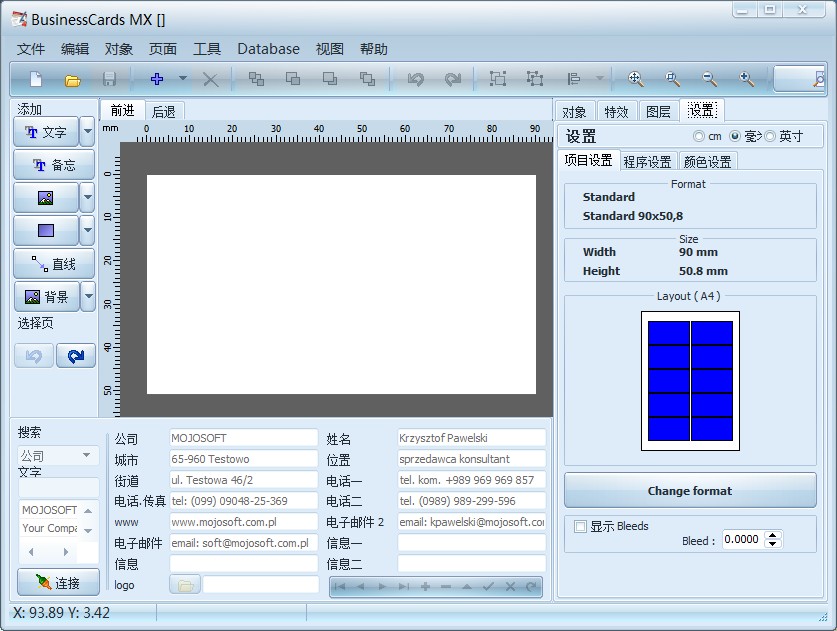 BusinessCards MX []
文件 编辑 对象 页面 工具 Database 视图 帮助
添加
文字
备忘
直线
背景
选择页
前进 后退
mm 0 10 20 30 40 50 60 70 80 90
0
10
20
30
40
50
对象 特效 图层 设置
设置 cm 毫米 英寸
项目设置 程序设置 颜色设置
Format
Standard
Standard 90x50,8
Size
Width 90 mm
Height 50.8 mm
Layout ( A4 )
Change format
显示 Bleeds
Bleed : 0.0000
搜索
公司
文字
MOJOSOFT
Your Compa
连接
公司 MOJOSOFT 姓名 Krzysztof Pawelski
城市 65-960 Testowo 位置 sprzedawca konsultant
街道 ul. Testowa 46/2 电话一 tel. kom. +989 969 969 857
电话.传真 tel: (099) 09048-25-369 电话二 tel. (0989) 989-299-596
www www.mojosoft.com.pl 电子邮件 2 email: kpawelski@mojosoft.co
电子邮件 email: soft@mojosoft.com.pl 信息一
信息 信息二
logo
X: 93.89 Y: 3.42